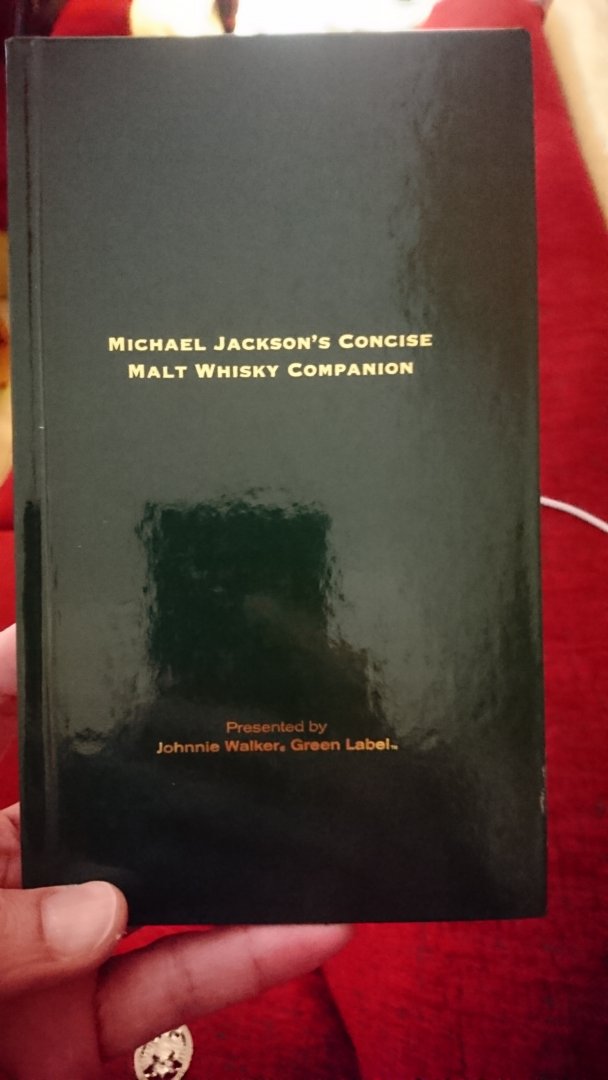 MICHAEL JACKSON'S CONCISE
MALT WHISKY COMPANION
Presented by
Johnnie Walker® Green Label™